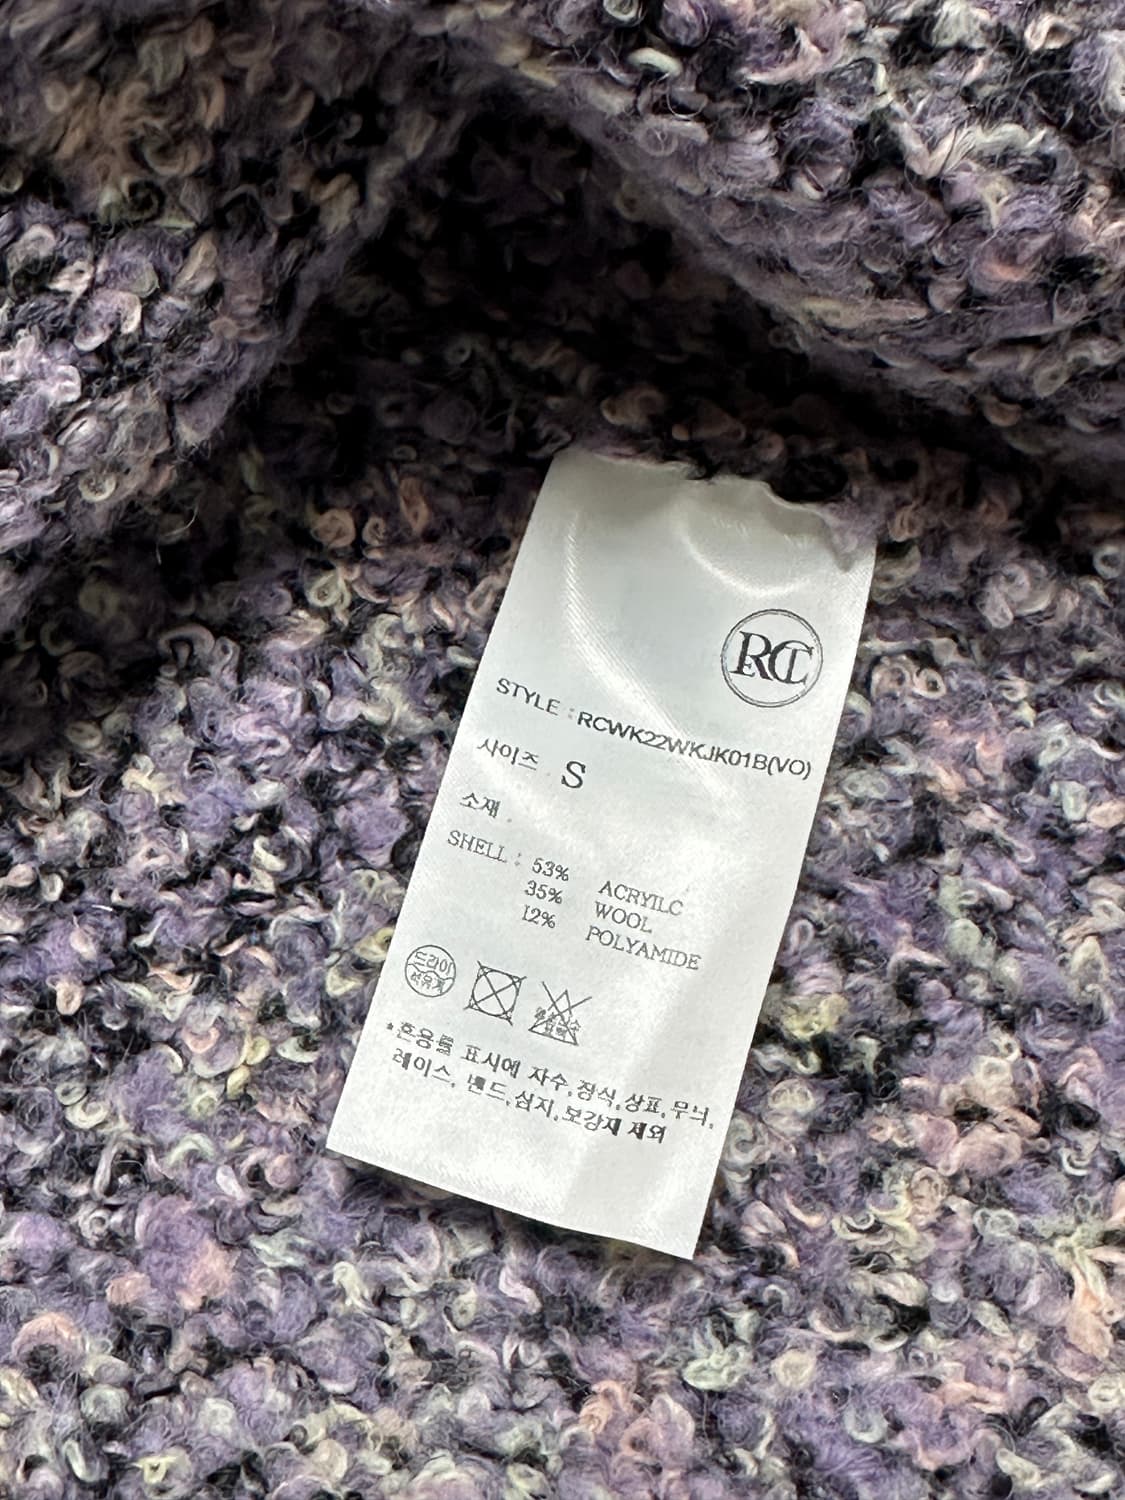 RECTO
STYLE : RCWK22WKJK01B(VO)
사이즈 : S
소재 :
SHELL : 53% ACRYILC
35% WOOL
12% POLYAMIDE
드라이
석유계
*혼용률 표시에 자수,장식,상표,무늬,
레이스, 밴드,심지,보강재 제외